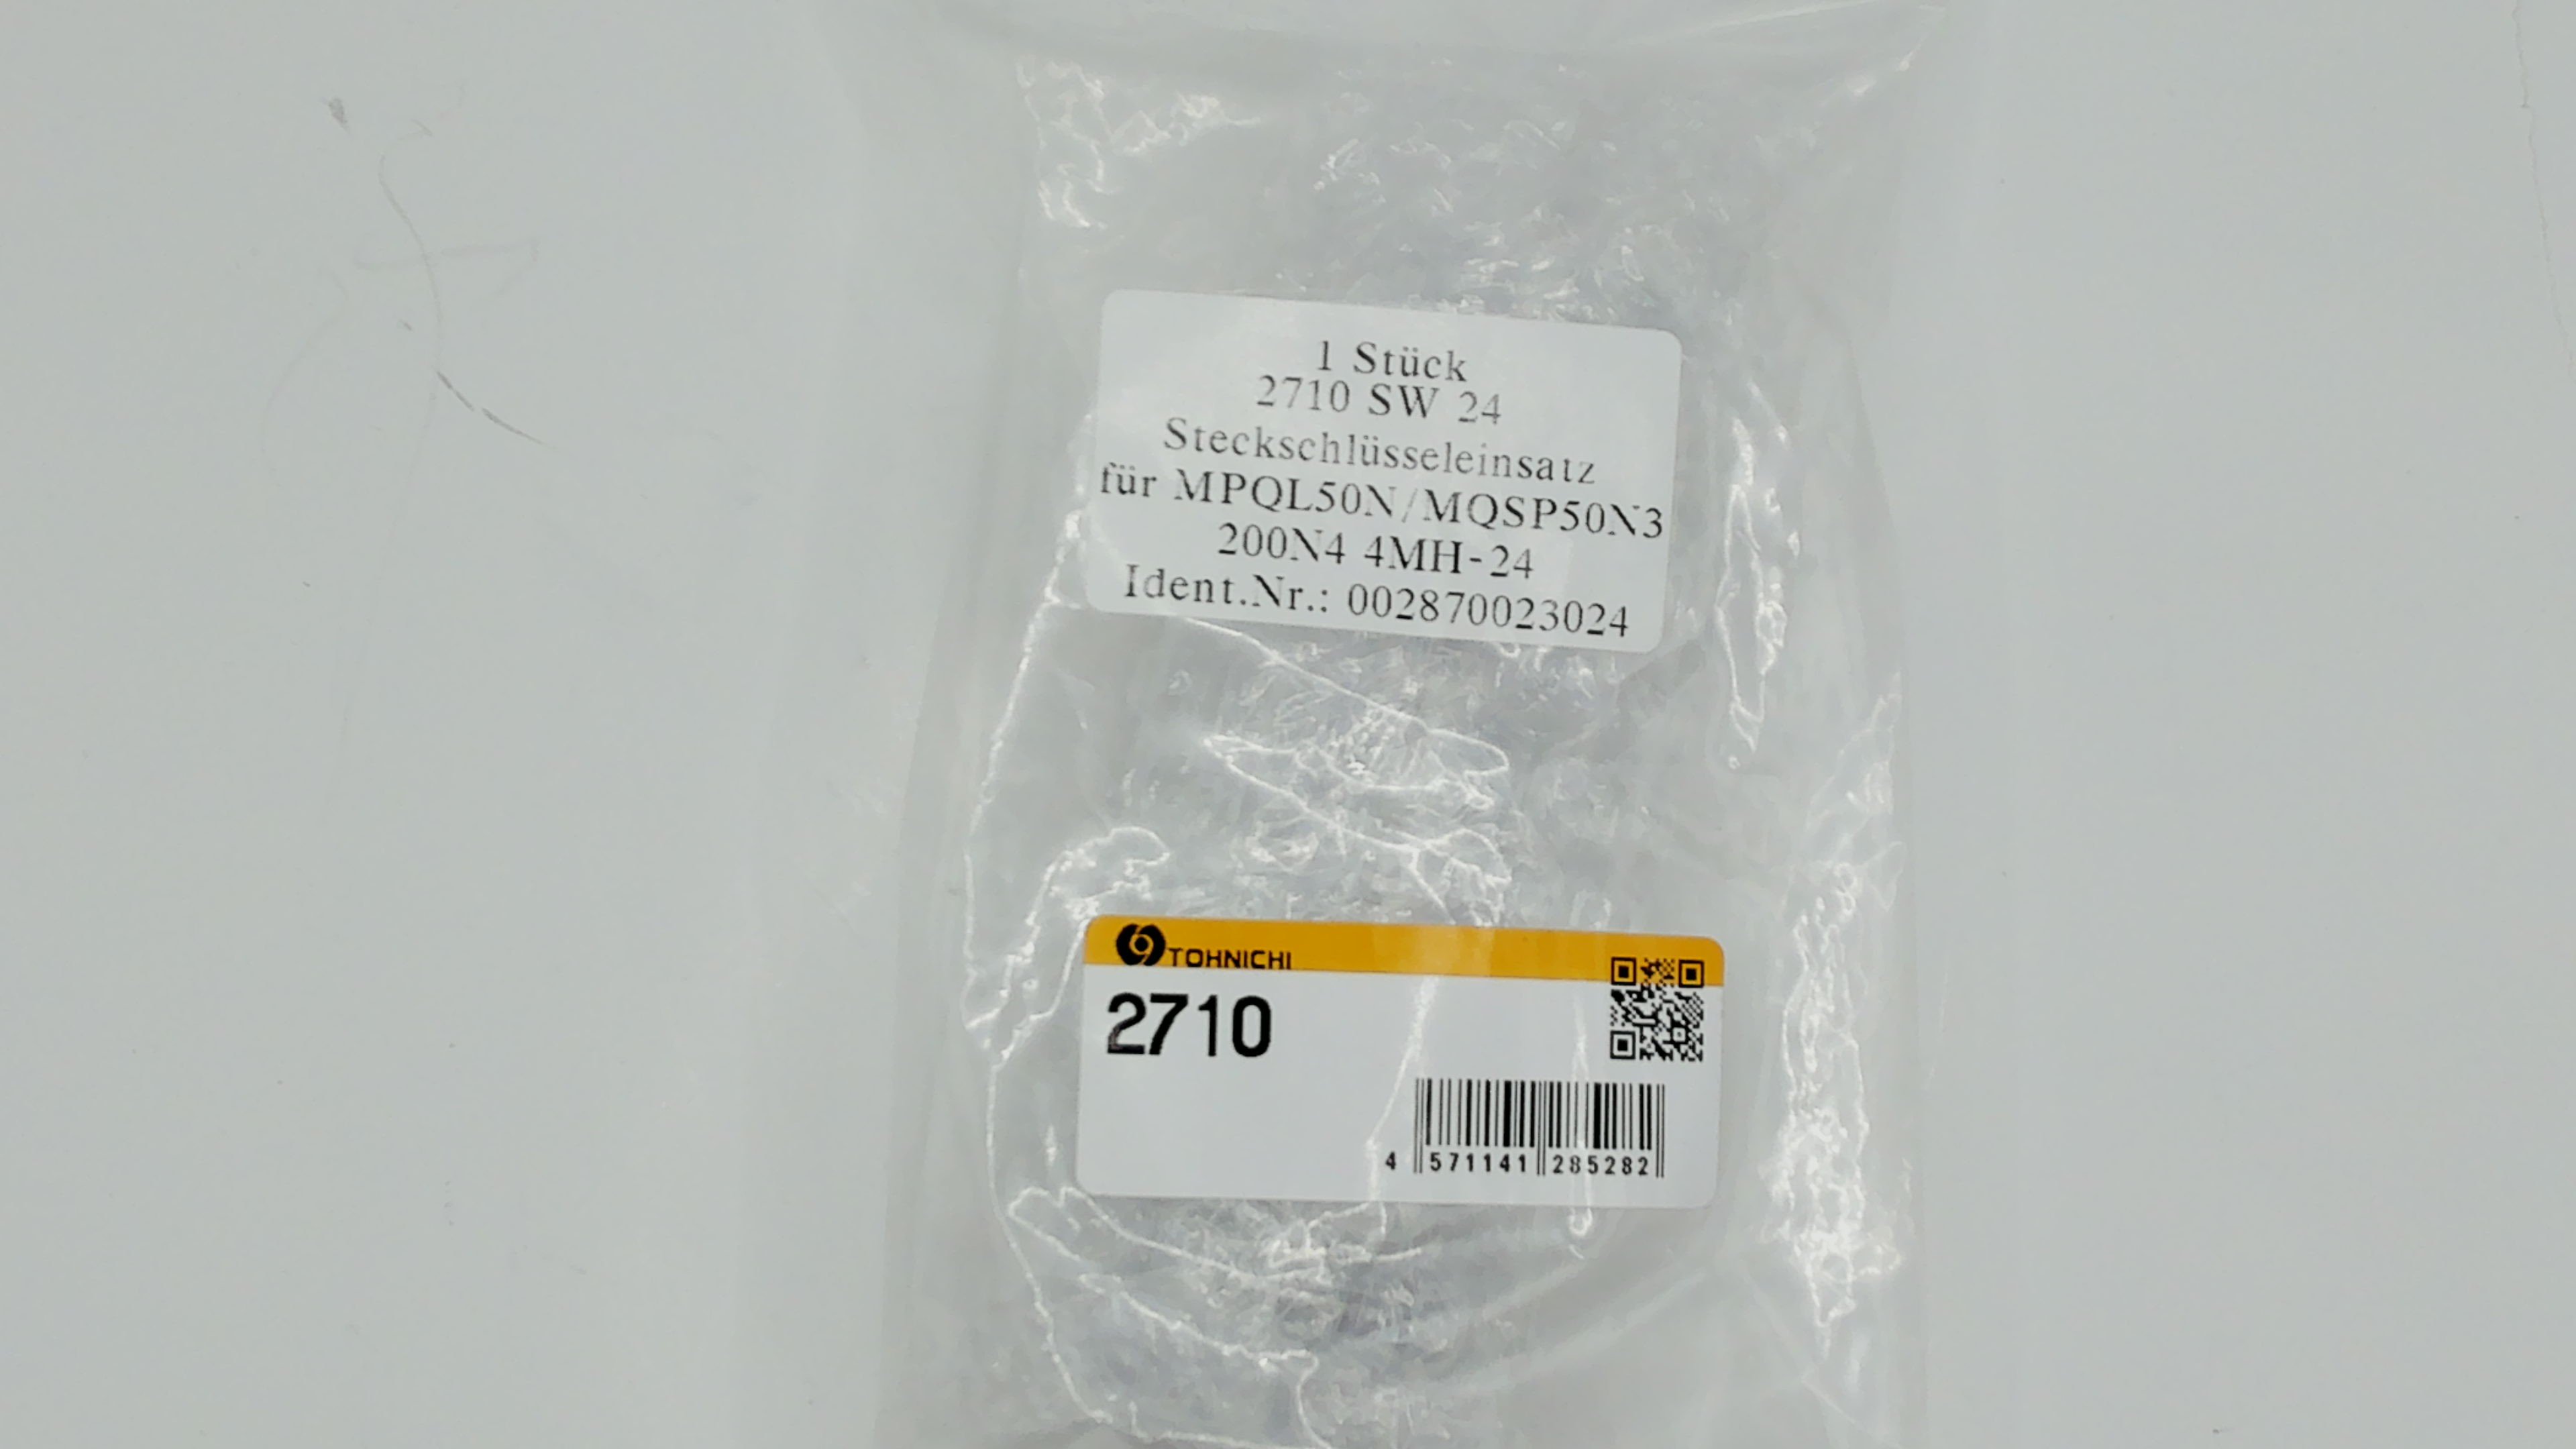 1 Stück
2710 SW 24
Steckschlüsseleinsatz
für MPQL50N/MQSP50N3
200N4 4MH-24
Ident.Nr.: 002870023024
TOHNICHI
2710
4 571141 285282